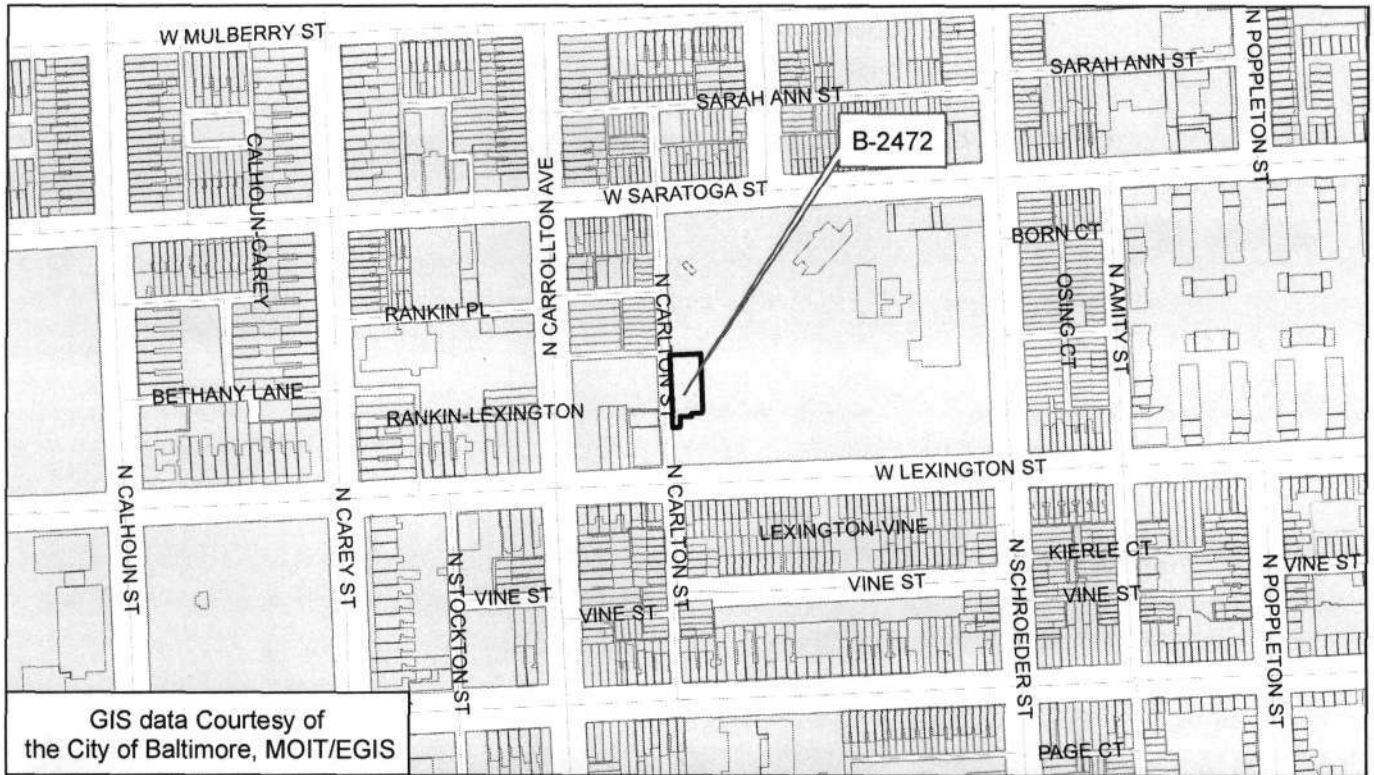 W MULBERRY ST
SARAH ANN ST
N POPPLETON ST
SARAH ANN ST
B-2472
CALHOUN-CAREY
N CARROLLTON AVE
W SARATOGA ST
BORN CT
N CARLTON ST
OSING CT
N AMITY ST
RANKIN PL
BETHANY LANE
RANKIN-LEXINGTON
W LEXINGTON ST
N CALHOUN ST
N CAREY ST
N STOCKTON ST
N CARLTON ST
LEXINGTON-VINE
N SCHROEDER ST
KIERLE CT
N POPPLETON ST
VINE ST
VINE ST
VINE ST
VINE ST
VINE ST
PAGE CT
GIS data Courtesy of
the City of Baltimore, MOIT/EGIS